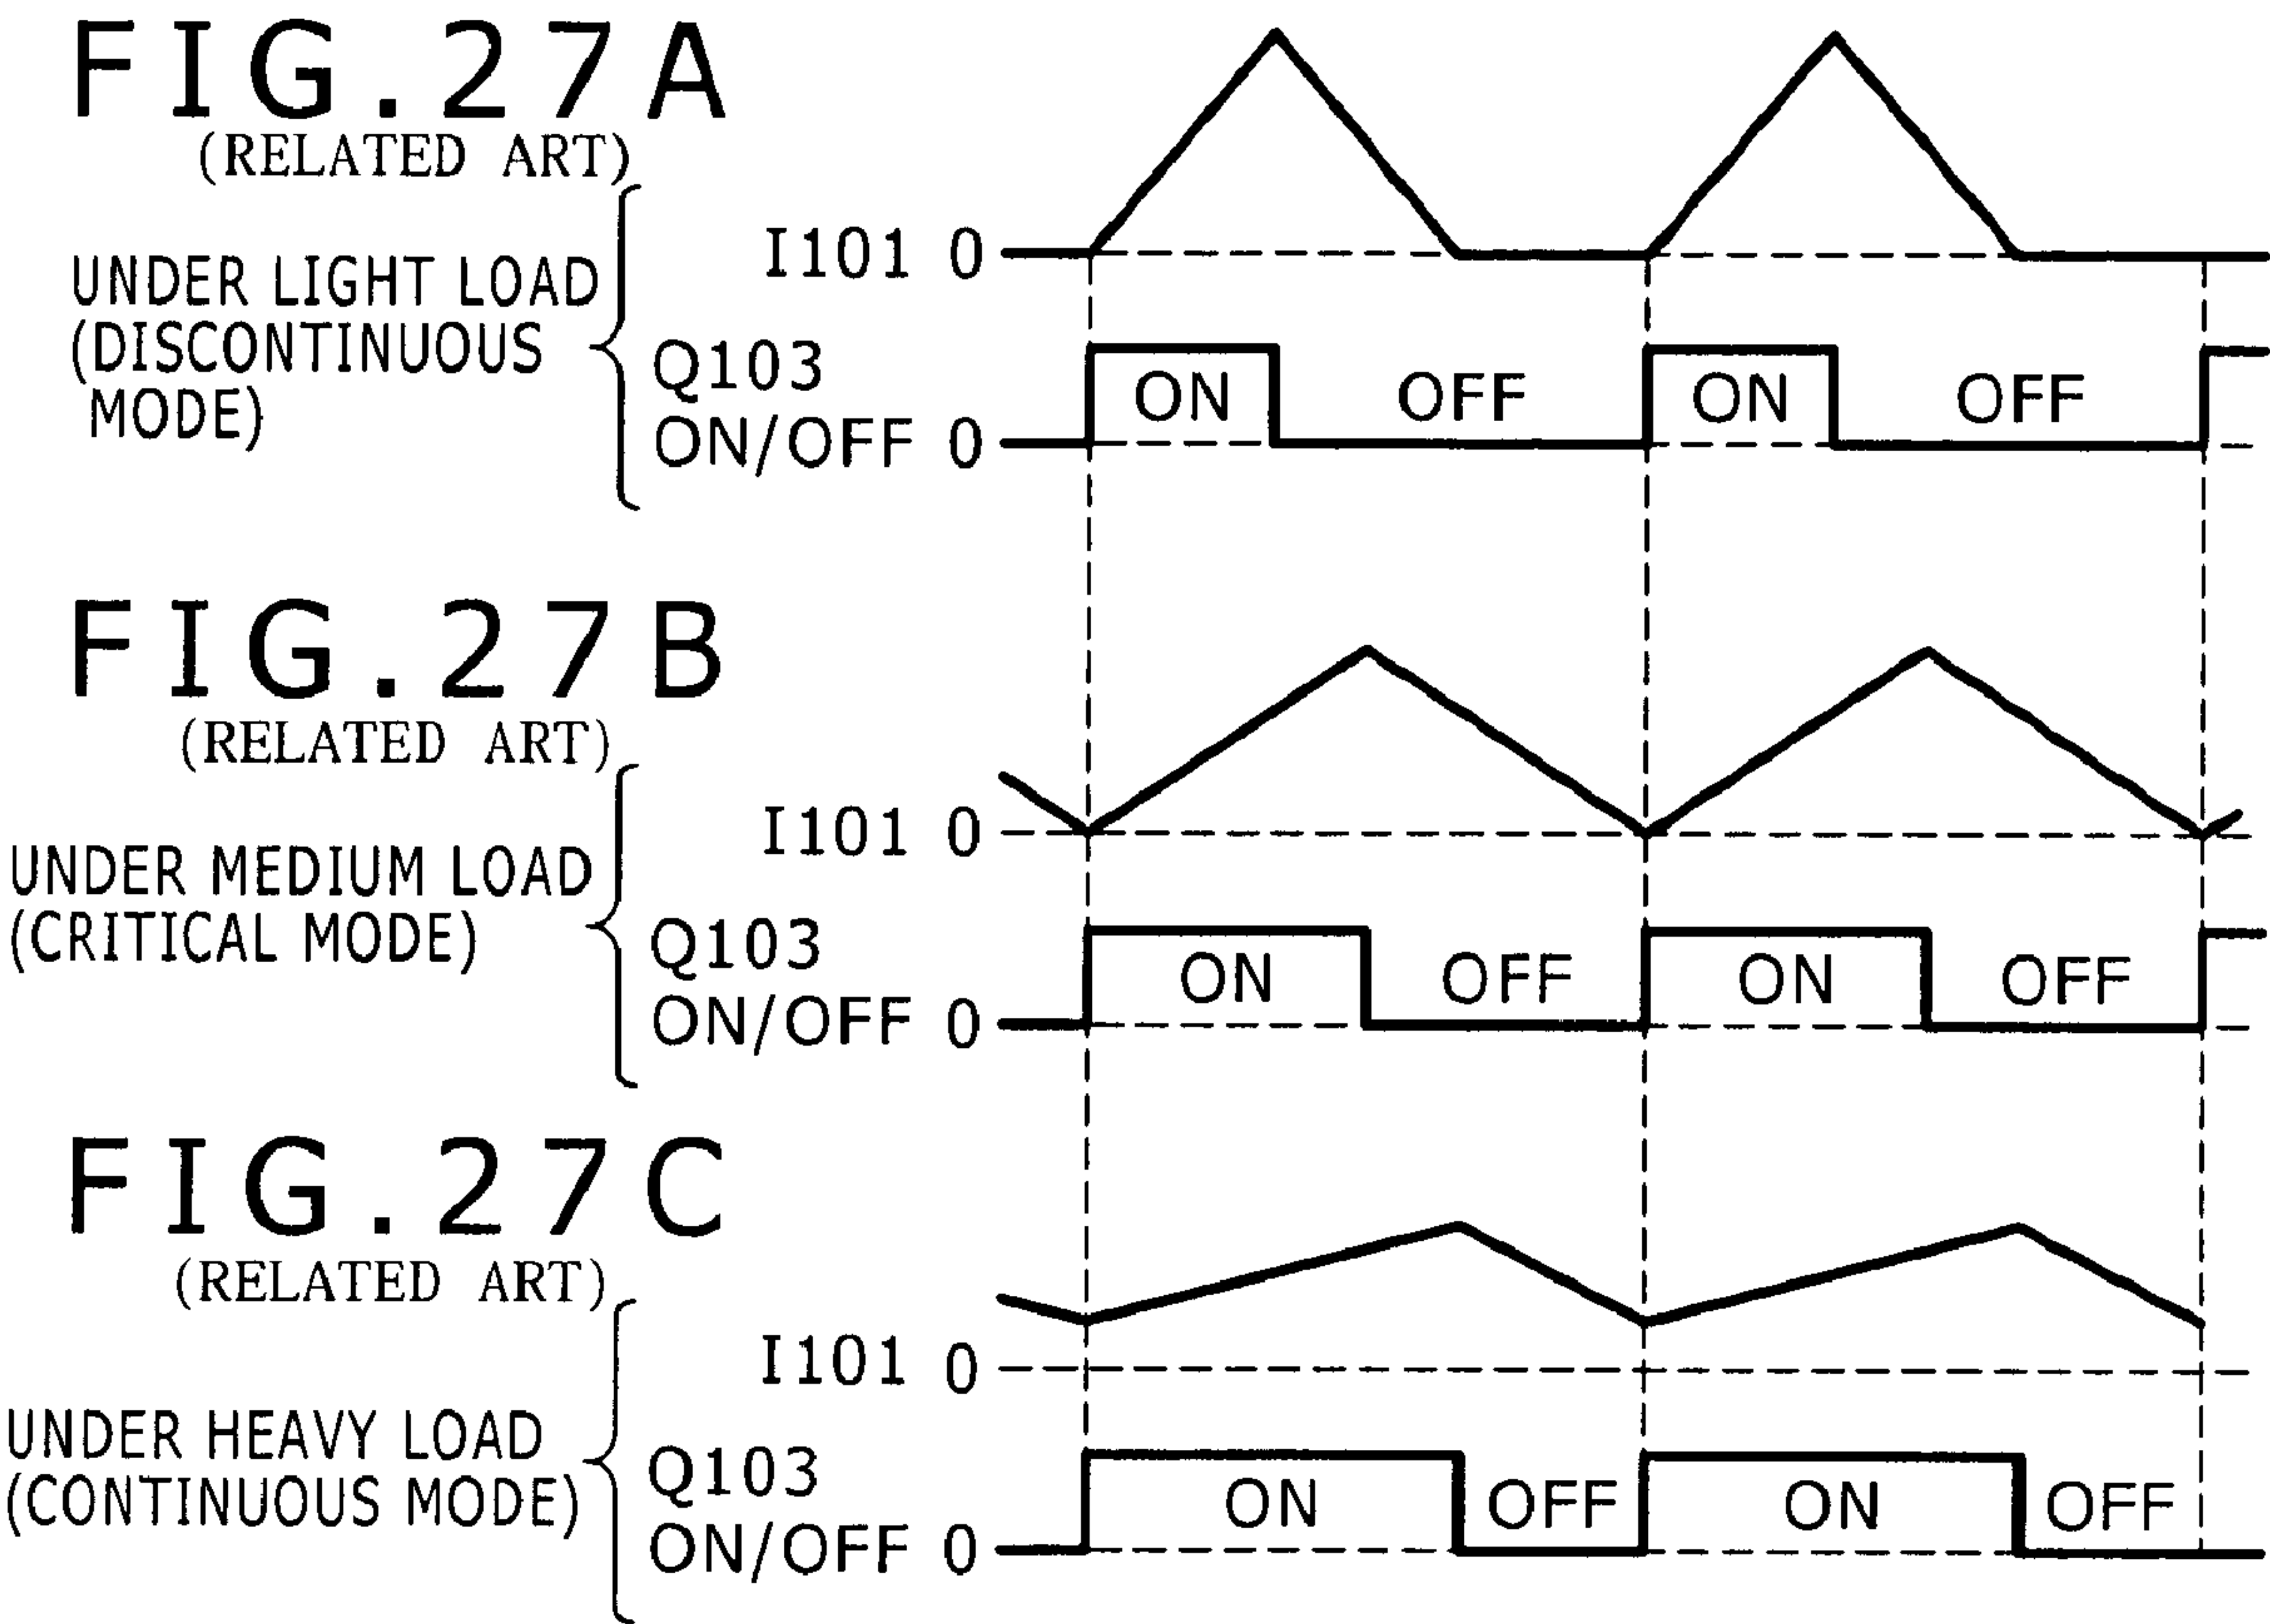 FIG.27A
(RELATED ART)
UNDER LIGHT LOAD
(DISCONTINUOUS
MODE)
I101 0
Q103
ON/OFF 0
ON
OFF
ON
OFF
FIG.27B
(RELATED ART)
UNDER MEDIUM LOAD
(CRITICAL MODE)
I101 0
Q103
ON/OFF 0
ON
OFF
ON
OFF
FIG.27C
(RELATED ART)
UNDER HEAVY LOAD
(CONTINUOUS MODE)
I101 0
Q103
ON/OFF 0
ON
OFF
ON
OFF